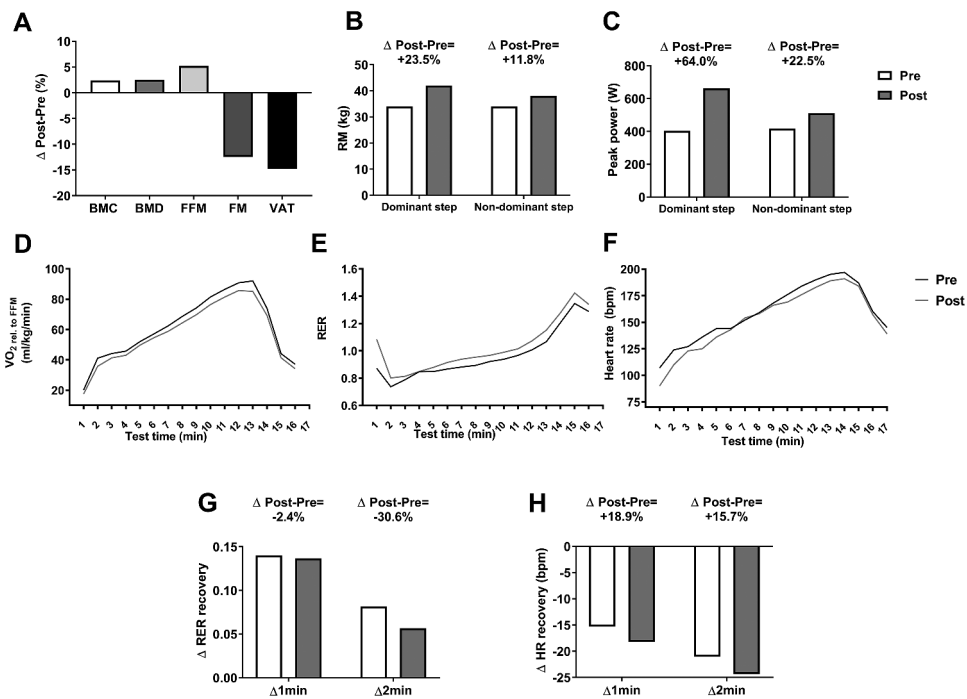 A
Δ Post-Pre (%)
10
5
0
-5
-10
-15
-20
BMC BMD FFM FM VAT
B
Δ Post-Pre= Δ Post-Pre=
+23.5% +11.8%
RM (kg)
50
40
30
20
10
0
Dominant step Non-dominant step
C
Δ Post-Pre= Δ Post-Pre=
+64.0% +22.5%
Peak power (W)
800
600
400
200
0
Dominant step Non-dominant step
Pre
Post
D
VO2 rel. to FFM
(ml/kg/min)
100
80
60
40
20
1 2 3 4 5 6 7 8 9 10 11 12 13 14 15 16 17
Test time (min)
E
RER
1.6
1.4
1.2
1.0
0.8
0.6
1 2 3 4 5 6 7 8 9 10 11 12 13 14 15 16 17
Test time (min)
F
Heart rate (bpm)
200
175
150
125
100
75
1 2 3 4 5 6 7 8 9 10 11 12 13 14 15 16 17
Test time (min)
Pre
Post
G
Δ Post-Pre= Δ Post-Pre=
-2.4% -30.6%
Δ RER recovery
0.15
0.10
0.05
0.00
Δ1min Δ2min
H
Δ Post-Pre= Δ Post-Pre=
+18.9% +15.7%
Δ HR recovery (bpm)
0
-5
-10
-15
-20
-25
Δ1min Δ2min